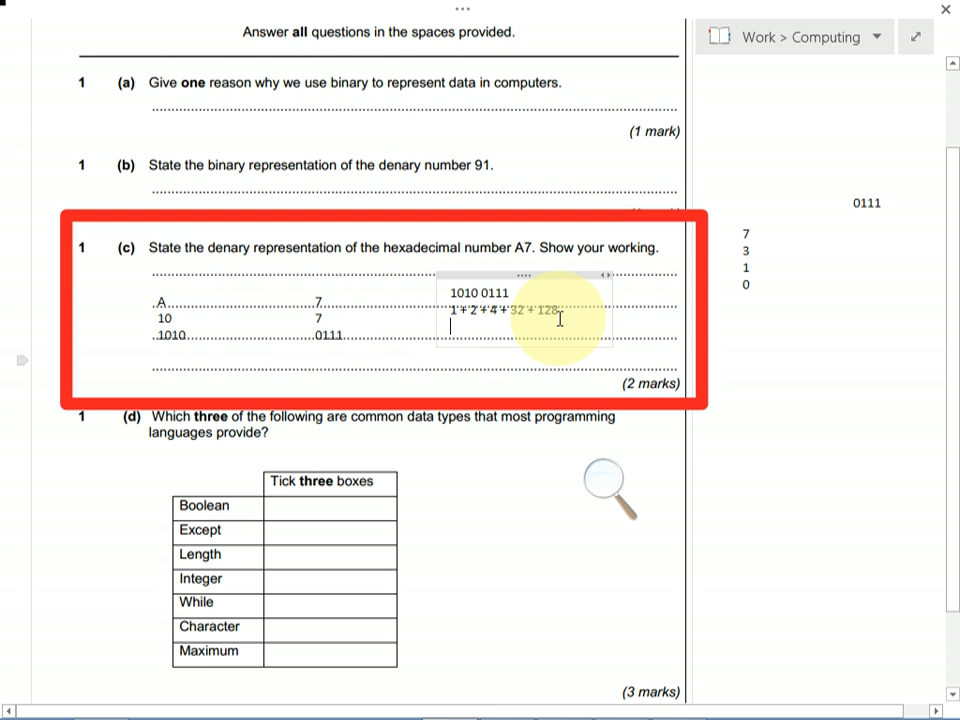 Answer all questions in the spaces provided.
Work > Computing
1 (a) Give one reason why we use binary to represent data in computers.
(1 mark)
1 (b) State the binary representation of the denary number 91.
0111
7
3
1
0
1 (c) State the denary representation of the hexadecimal number A7. Show your working.
A 7
10 7
1010 0111
1010 0111
1 + 2 + 4 + 32 + 128
(2 marks)
1 (d) Which three of the following are common data types that most programming
languages provide?
Tick three boxes
Boolean
Except
Length
Integer
While
Character
Maximum
(3 marks)